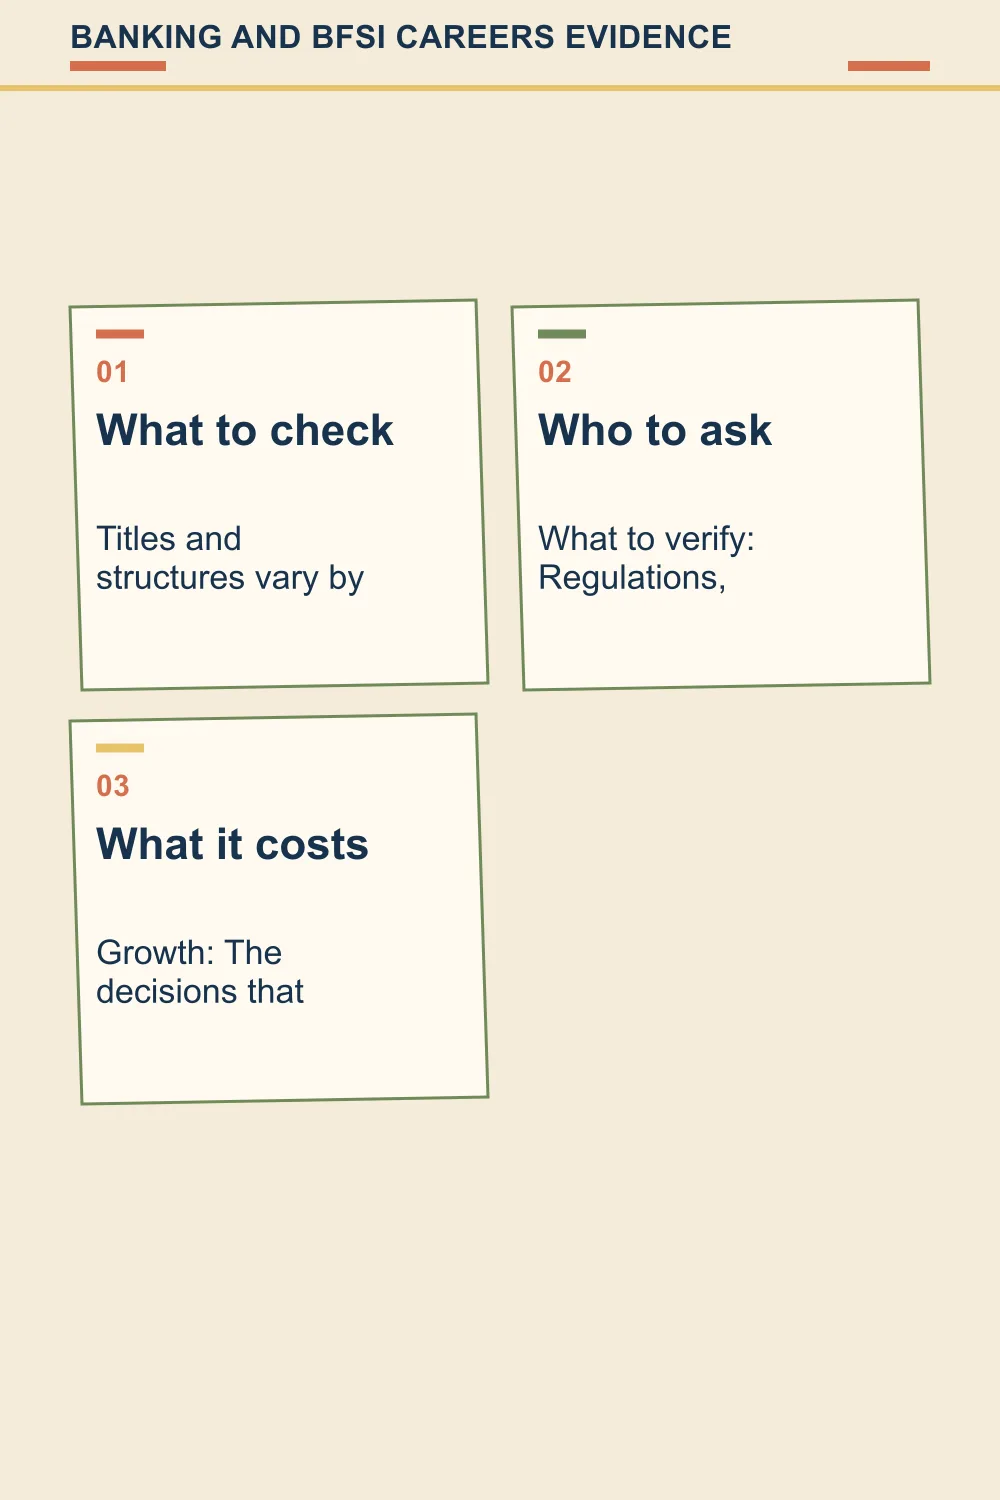 BANKING AND BFSI CAREERS EVIDENCE
01
What to check
Titles and
structures vary by
02
Who to ask
What to verify:
Regulations,
03
What it costs
Growth: The
decisions that